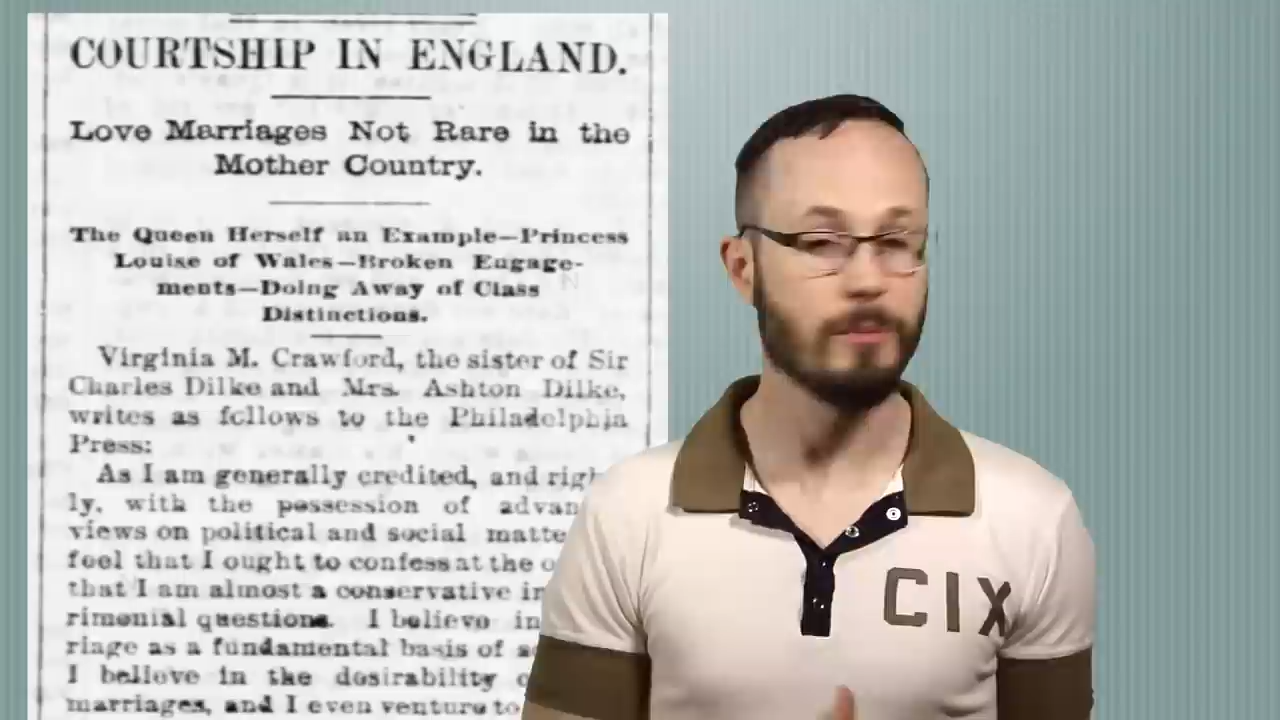 COURTSHIP IN ENGLAND.
Love Marriages Not Rare in the
Mother Country.
The Queen Herself an Example—Princess
Louise of Wales—Broken Engage-
ments—Doing Away of Class
Distinctions.
Virginia M. Crawford, the sister of Sir
Charles Dilke and Mrs. Ashton Dilke,
writes as follows to the Philadelphia
Press:
As I am generally credited, and righ
ly, with the possession of advan
views on political and social matte
feel that I ought to confess at the o
that I am almost a conservative in
rimonial questions. I believe in
riage as a fundamental basis of s
I believe in the desirability o
marriages, and I even venture to
CIX